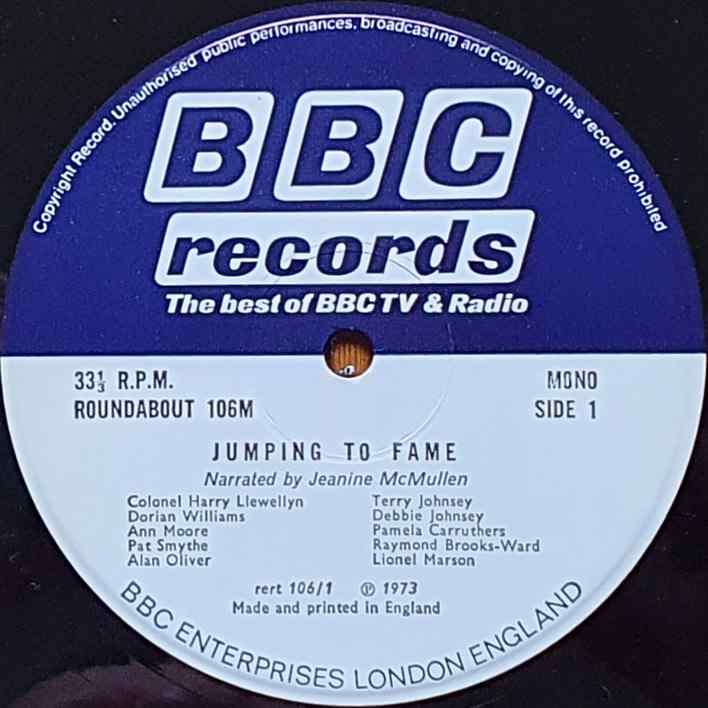 Copyright Record. Unauthorised public performances, broadcasting and copying of this record prohibited
BBC
records
The best of BBC TV & Radio
33⅓ R.P.M.
ROUNDABOUT 106M
MONO
SIDE 1
JUMPING TO FAME
Narrated by Jeanine McMullen
Colonel Harry Llewellyn
Dorian Williams
Ann Moore
Pat Smythe
Alan Oliver
Terry Johnsey
Debbie Johnsey
Pamela Carruthers
Raymond Brooks-Ward
Lionel Marson
rert 106/1 ℗ 1973
Made and printed in England
BBC ENTERPRISES LONDON ENGLAND